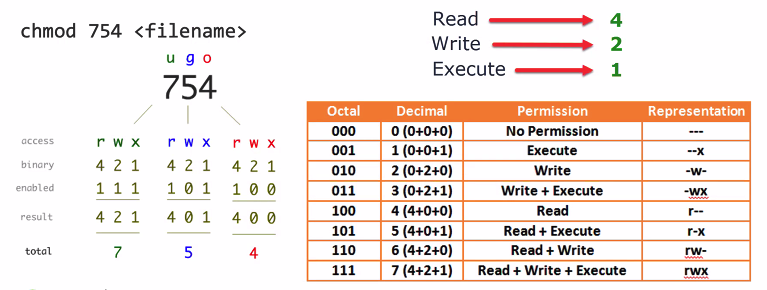 chmod 754 <filename>
u g o
754
access r w x r w x r w x
binary 4 2 1 4 2 1 4 2 1
enabled 1 1 1 1 0 1 1 0 0
result 4 2 1 4 0 1 4 0 0
total 7 5 4
Read 4
Write 2
Execute 1
Octal Decimal Permission Representation
000 0 (0+0+0) No Permission ---
001 1 (0+0+1) Execute --x
010 2 (0+2+0) Write -w-
011 3 (0+2+1) Write + Execute -wx
100 4 (4+0+0) Read r--
101 5 (4+0+1) Read + Execute r-x
110 6 (4+2+0) Read + Write rw-
111 7 (4+2+1) Read + Write + Execute rwx